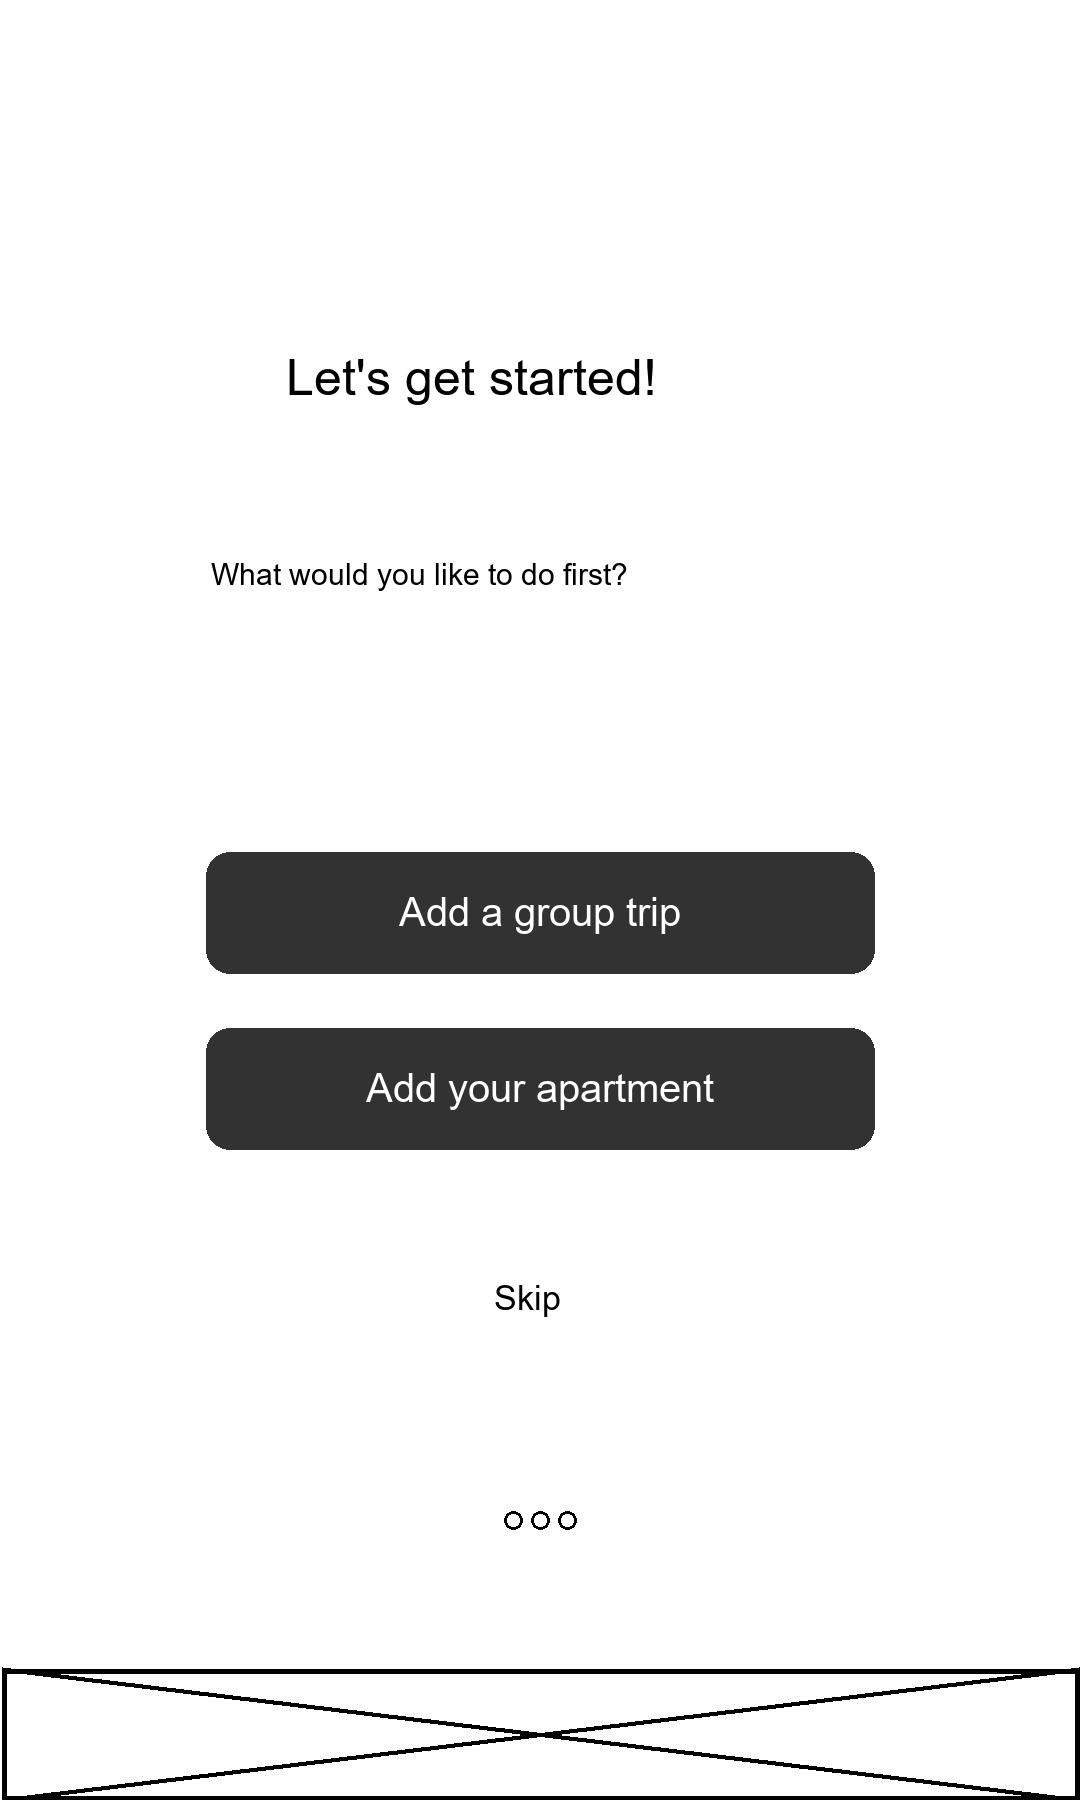 Let's get started!
What would you like to do first?
Add a group trip
Add your apartment
Skip